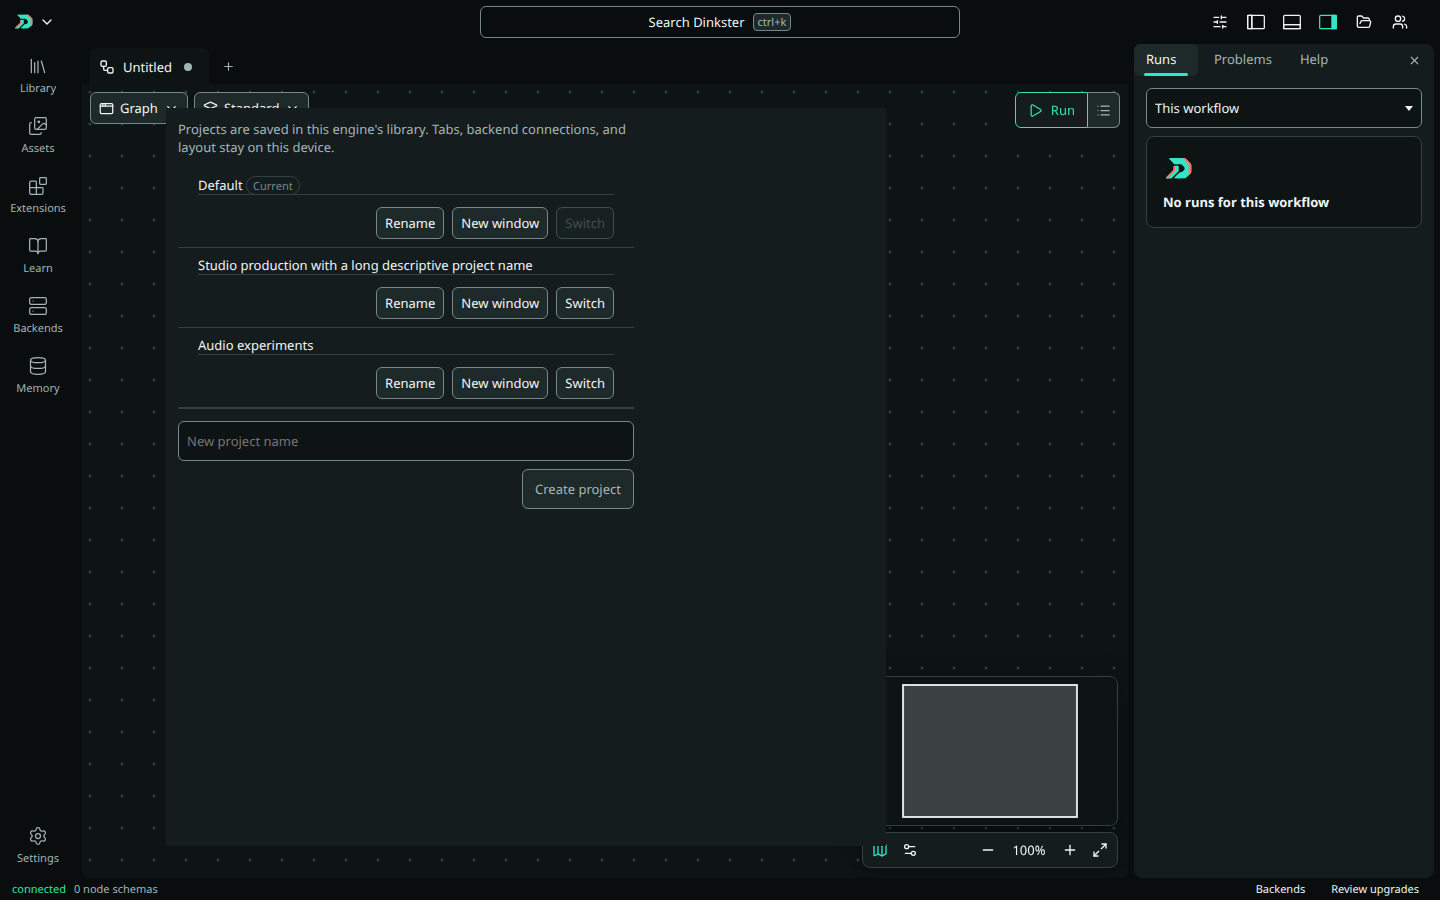 Search Dinkster ctrl+k
Library
Assets
Extensions
Learn
Backends
Memory
Settings
Untitled
Graph
Standard
Run
Projects are saved in this engine's library. Tabs, backend connections, and
layout stay on this device.
Default Current
Rename New window Switch
Studio production with a long descriptive project name
Rename New window Switch
Audio experiments
Rename New window Switch
New project name
Create project
100%
Runs Problems Help
This workflow
No runs for this workflow
connected 0 node schemas
Backends Review upgrades